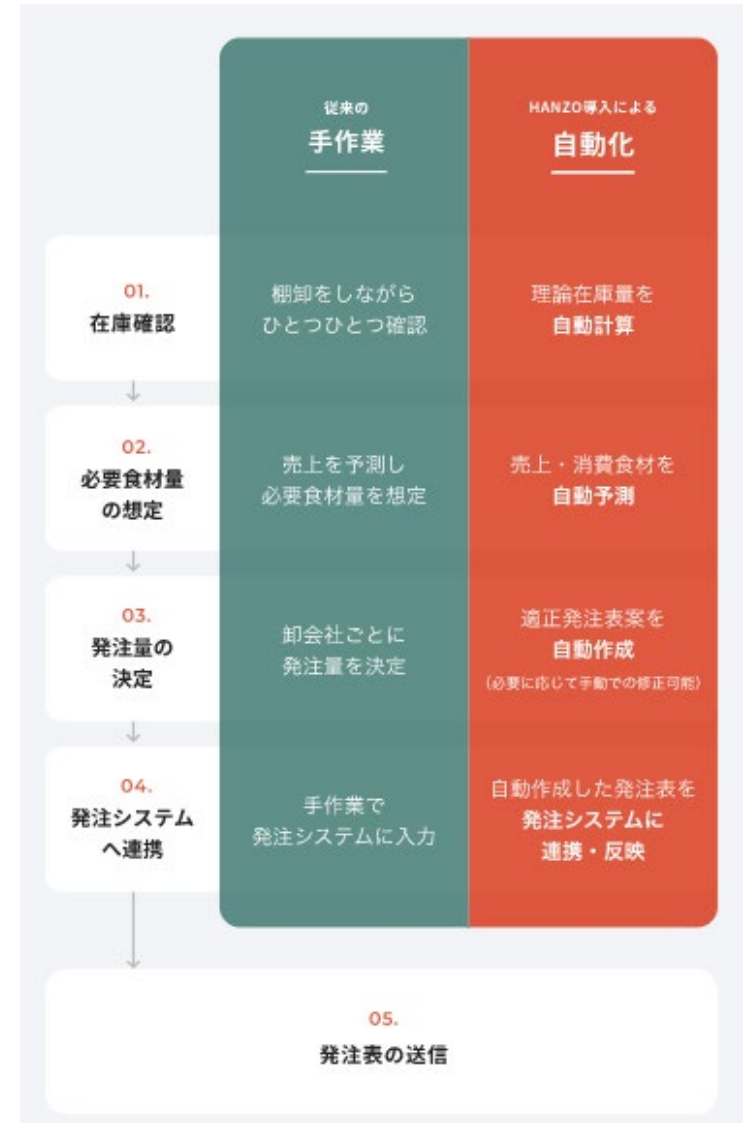 従来の
手作業
HANZO導入による
自動化
01.
在庫確認
棚卸をしながら
ひとつひとつ確認
理論在庫量を
自動計算
02.
必要食材量
の想定
売上を予測し
必要食材量を想定
売上・消費食材を
自動予測
03.
発注量の
決定
卸会社ごとに
発注量を決定
適正発注表案を
自動作成
(必要に応じて手動での修正可能)
04.
発注システム
へ連携
手作業で
発注システムに入力
自動作成した発注表を
発注システムに
連携・反映
05.
発注表の送信